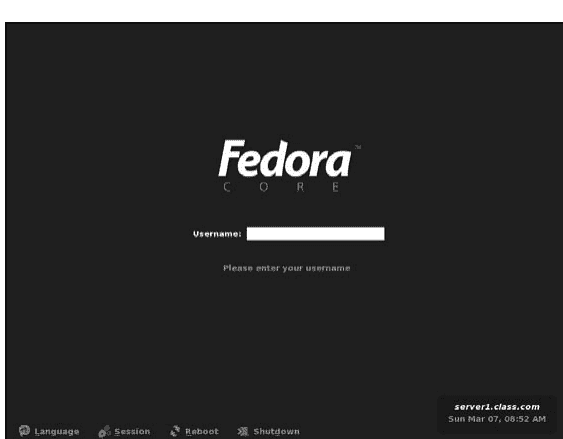 Fedora™
CORE
Username:
Please enter your username
server1.class.com
Sun Mar 07, 08:52 AM
Language Session Reboot Shutdown